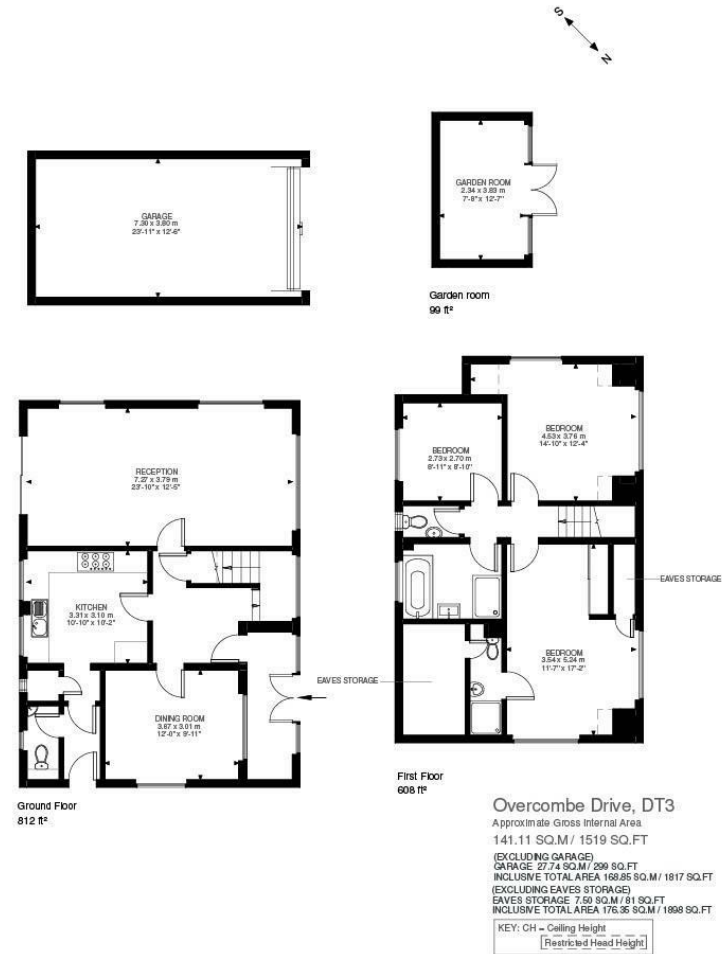 S
N
GARAGE
7.30 x 3.80 m
23'-11" x 12'-6"
GARDEN ROOM
2.34 x 3.83 m
7'-8" x 12'-7"
Garden room
99 ft²
RECEPTION
7.27 x 3.79 m
23'-10" x 12'-5"
KITCHEN
3.31 x 3.10 m
10'-10" x 10'-2"
DINING ROOM
3.67 x 3.01 m
12'-0" x 9'-11"
Ground Floor
812 ft²
BEDROOM
4.53 x 3.76 m
14'-10" x 12'-4"
BEDROOM
2.73 x 2.70 m
8'-11" x 8'-10"
EAVES STORAGE
BEDROOM
3.54 x 5.24 m
11'-7" x 17'-2"
EAVES STORAGE
First Floor
608 ft²
Overcombe Drive, DT3
Approximate Gross Internal Area
141.11 SQ.M / 1519 SQ.FT
(EXCLUDING GARAGE)
GARAGE 27.74 SQ.M / 299 SQ.FT
INCLUSIVE TOTAL AREA 168.85 SQ.M / 1817 SQ.FT
(EXCLUDING EAVES STORAGE)
EAVES STORAGE 7.50 SQ.M / 81 SQ.FT
INCLUSIVE TOTAL AREA 176.35 SQ.M / 1898 SQ.FT
KEY: CH = Ceiling Height
Restricted Head Height